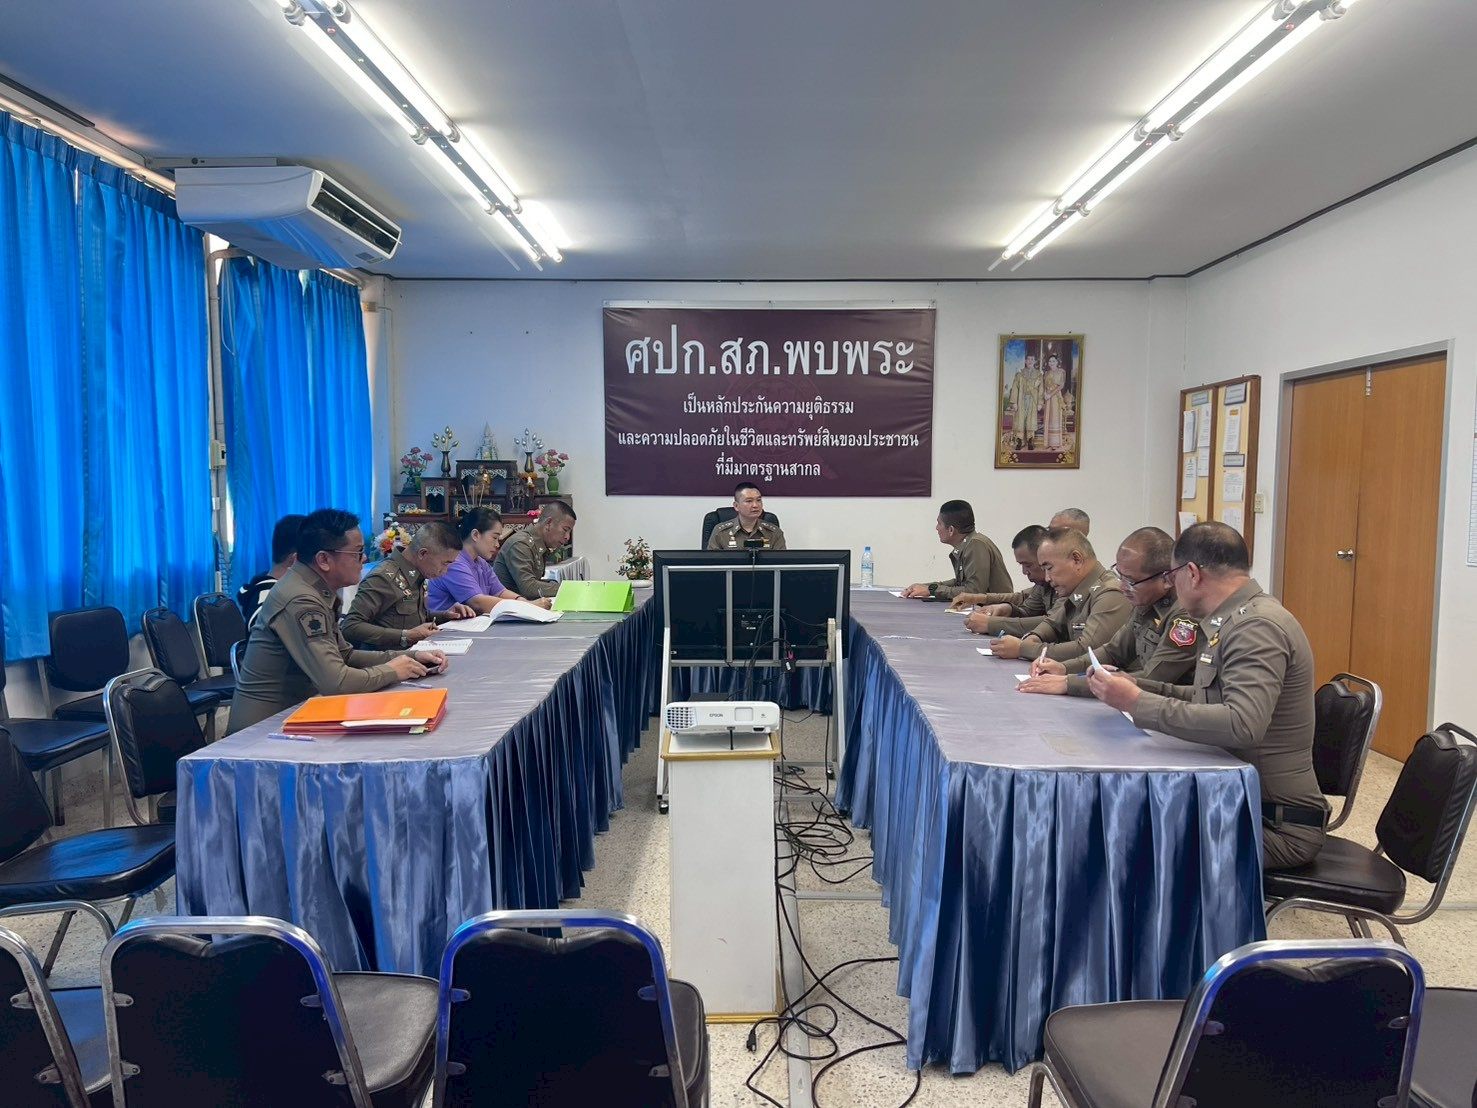 ศปก.สภ.พบพระ
เป็นหลักประกันความยุติธรรม
และความปลอดภัยในชีวิตและทรัพย์สินของประชาชน
ที่มีมาตรฐานสากล
EPSON